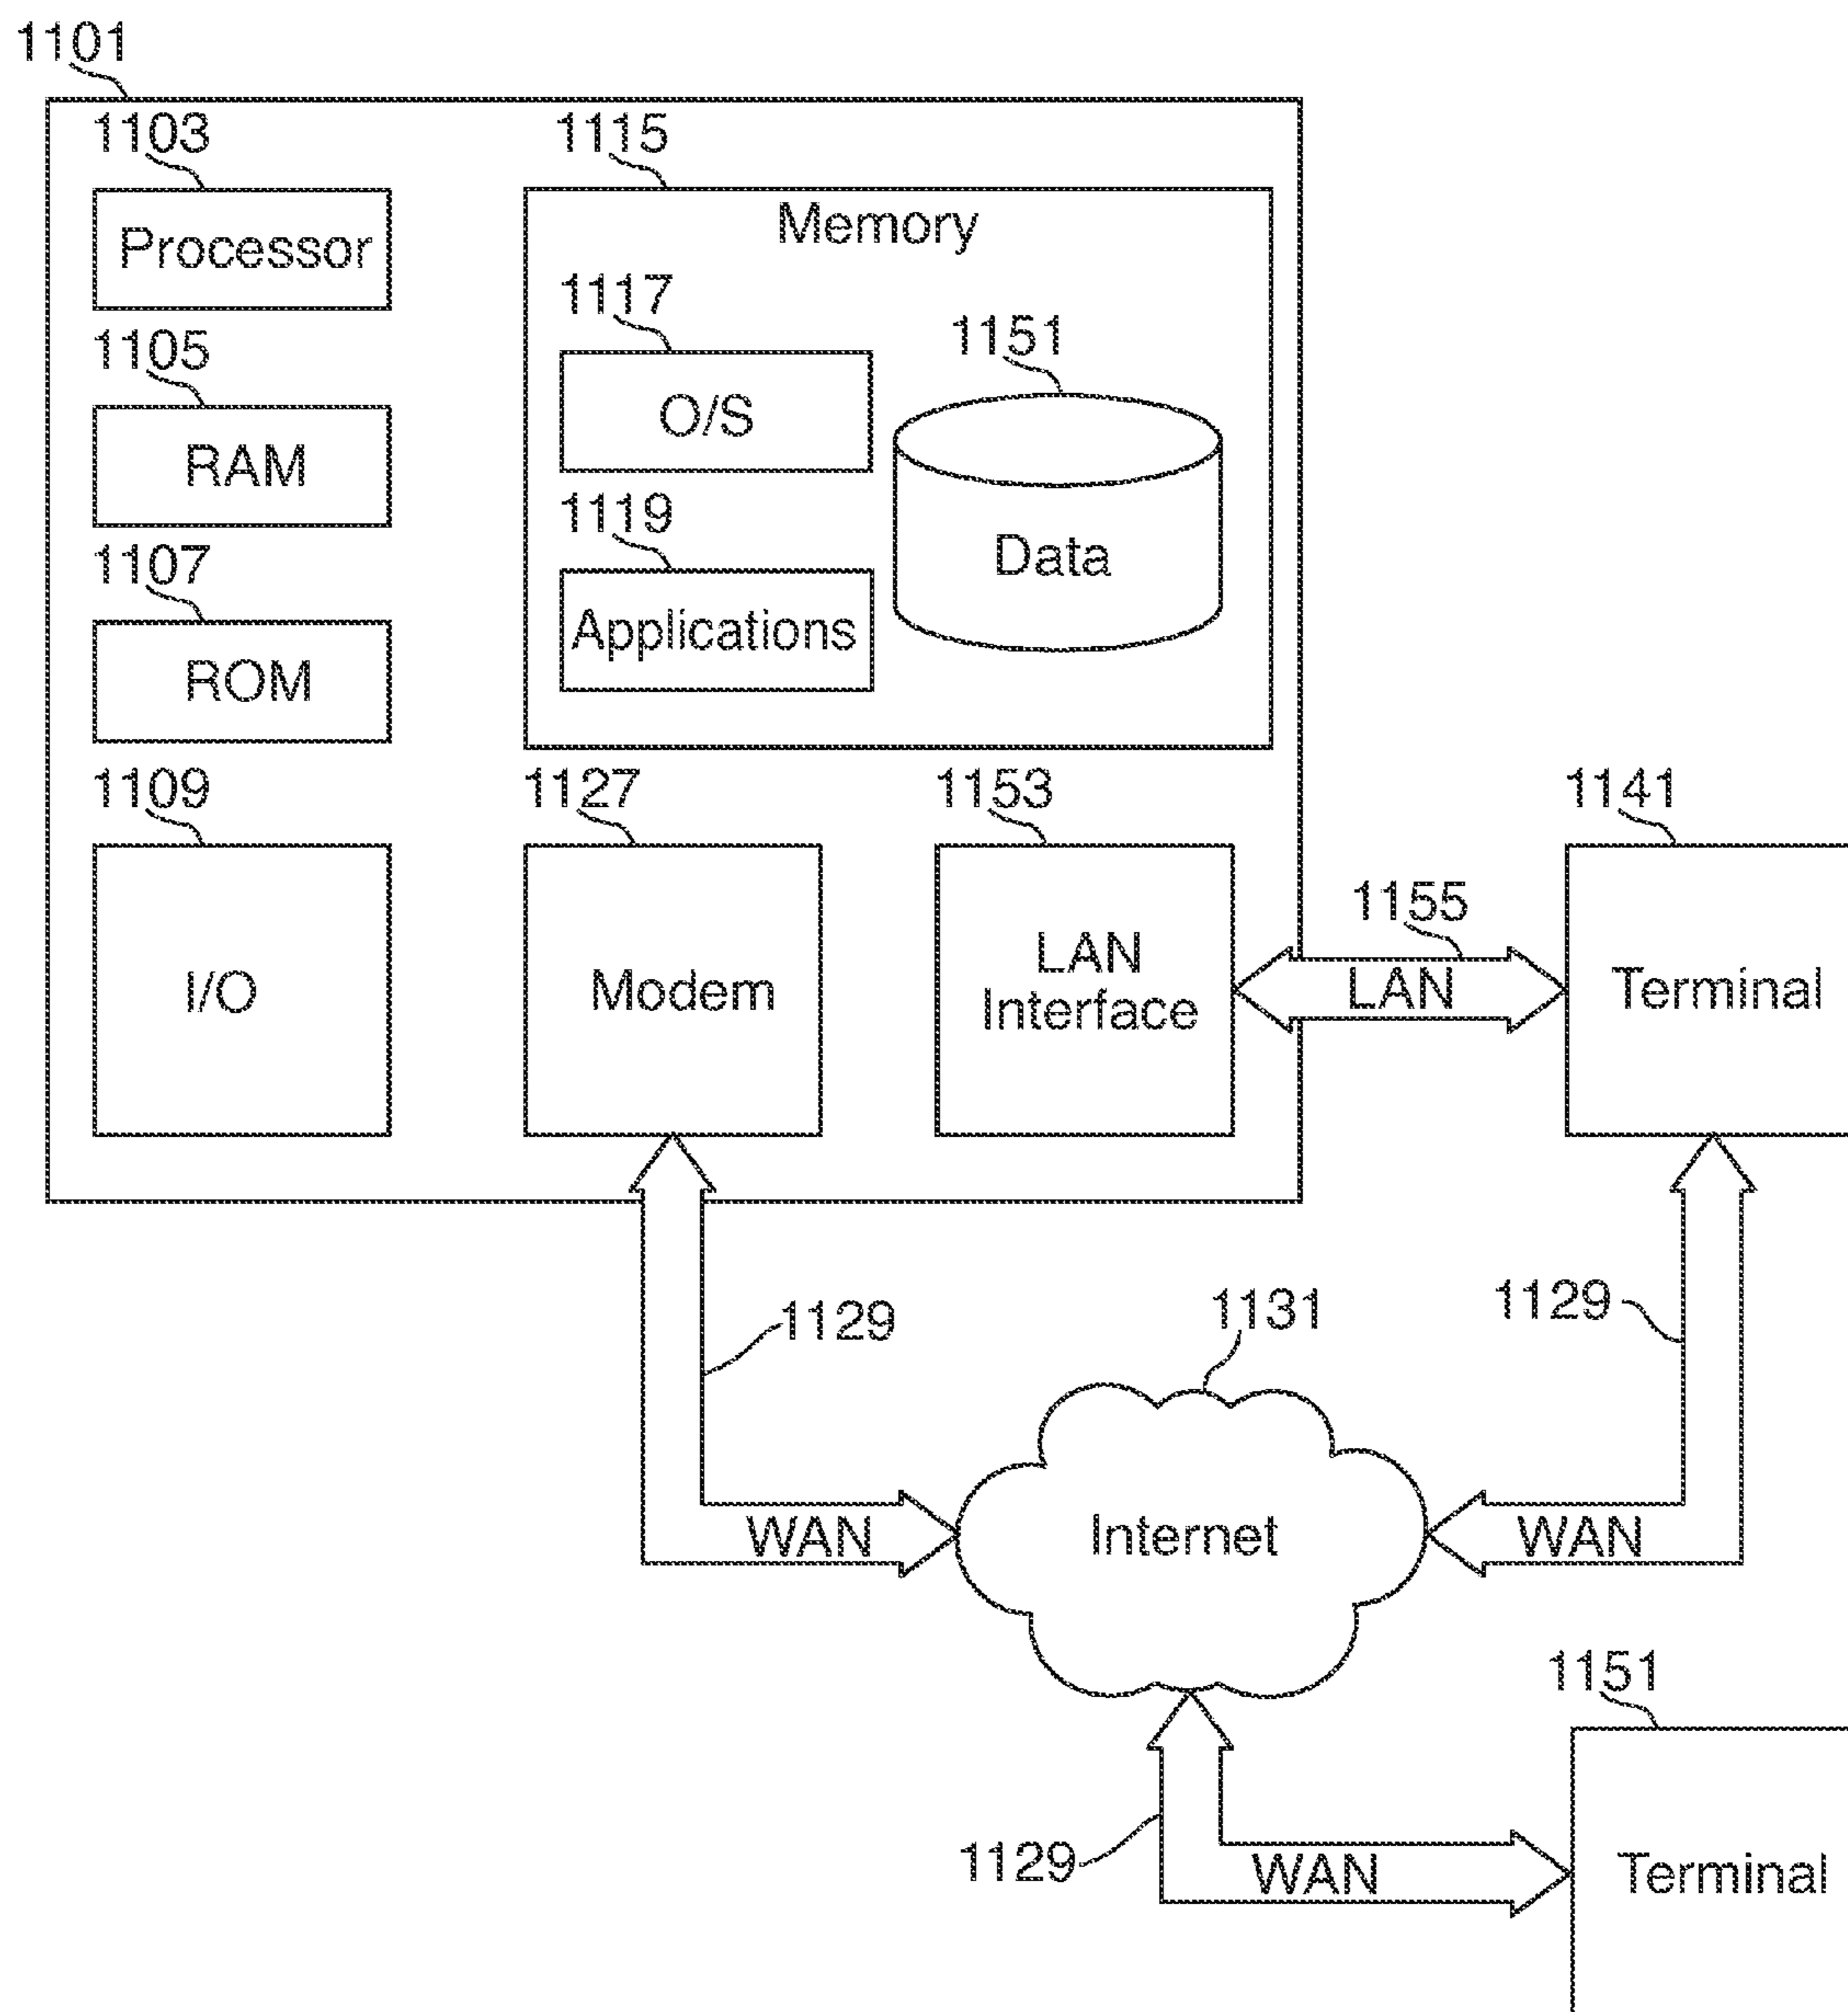 1101
1103
1115
Processor
Memory
1117
1151
1105
O/S
RAM
1119
Data
1107
Applications
ROM
1109
1127
1153
1141
1155
I/O
Modem
LAN
Interface
LAN
Terminal
1129
1131
1129
WAN
Internet
WAN
1151
1129
WAN
Terminal